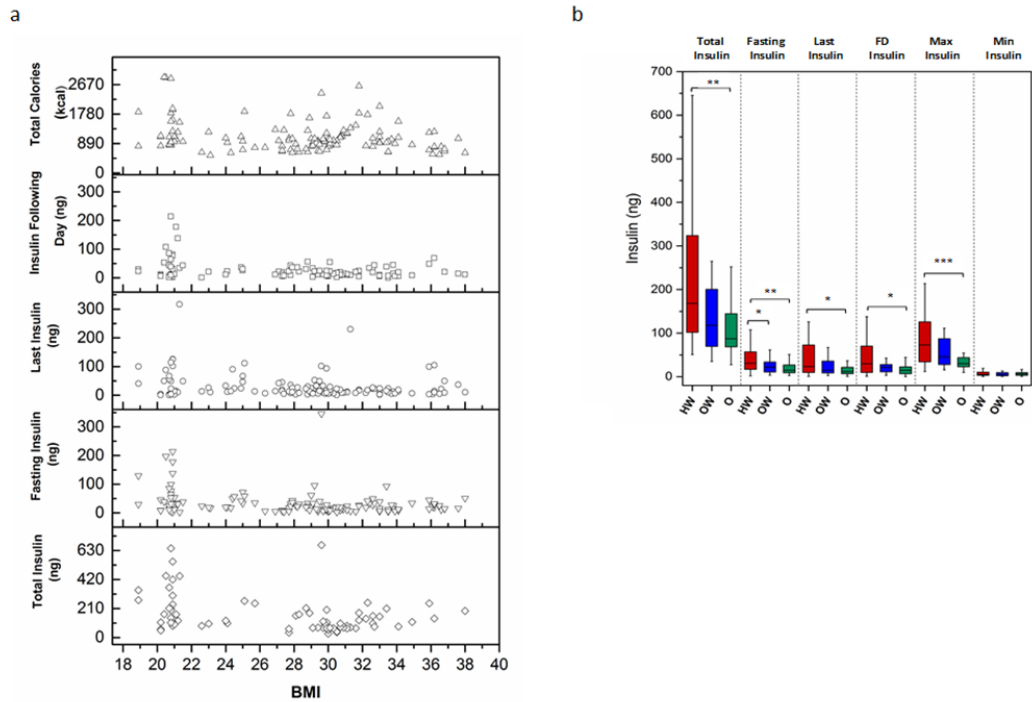 a
Total Calories
(kcal)
2670
1780
890
0
Insulin Following
Day (ng)
300
200
100
0
Last Insulin
(ng)
300
200
100
0
Fasting Insulin
(ng)
300
200
100
0
Total Insulin
(ng)
630
420
210
0
18 20 22 24 26 28 30 32 34 36 38 40
BMI
b
Total Insulin
Fasting Insulin
Last Insulin
FD Insulin
Max Insulin
Min Insulin
Insulin (ng)
700
600
500
400
300
200
100
0
**
**
*
*
*
***
HW OW O HW OW O HW OW O HW OW O HW OW O HW OW O